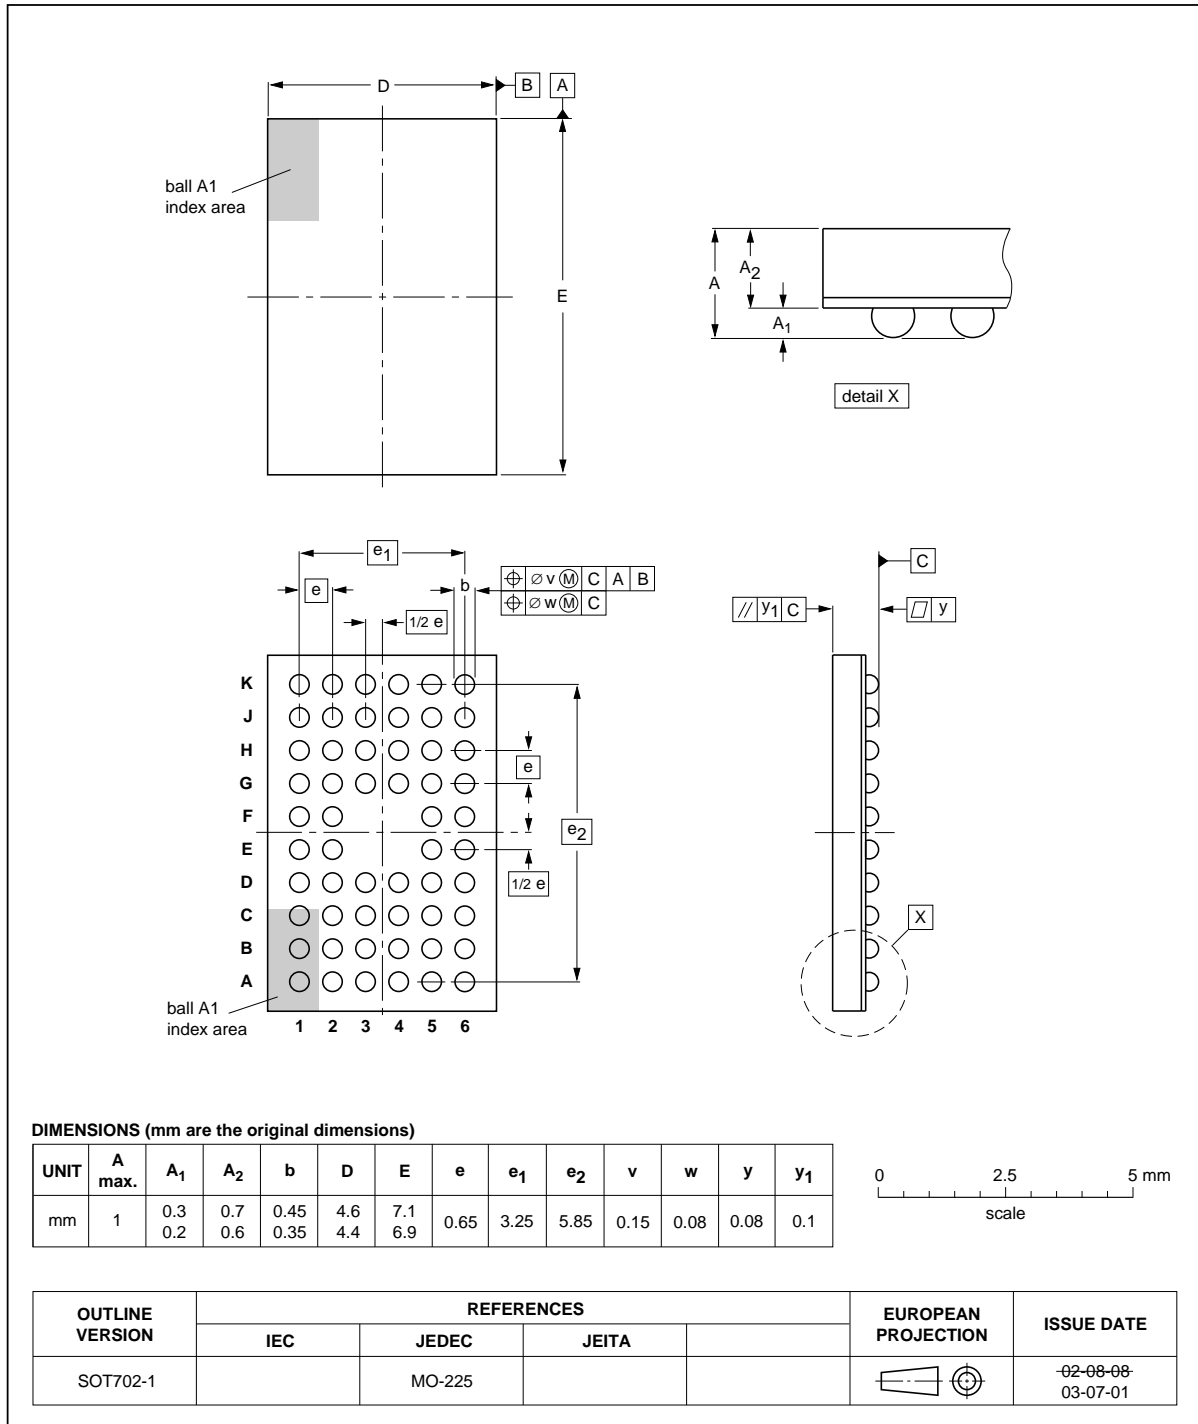 D
B
A
ball A1
index area
E
A
A2
A1
detail X
e1
e
b
⌖ ⌀ v Ⓜ C A B
⌖ ⌀ w Ⓜ C
1/2 e
C
// y1 C
⏥ y
K
J
H
G
F
E
D
C
B
A
e
e2
1/2 e
X
ball A1
index area
1 2 3 4 5 6
DIMENSIONS (mm are the original dimensions)
UNIT A max. A1 A2 b D E e e1 e2 v w y y1
mm 1 0.3 0.7 0.45 4.6 7.1 0.65 3.25 5.85 0.15 0.08 0.08 0.1
0.2 0.6 0.35 4.4 6.9
0 2.5 5 mm
scale
OUTLINE VERSION REFERENCES EUROPEAN PROJECTION ISSUE DATE
IEC JEDEC JEITA
SOT702-1 MO-225 02-08-08
03-07-01